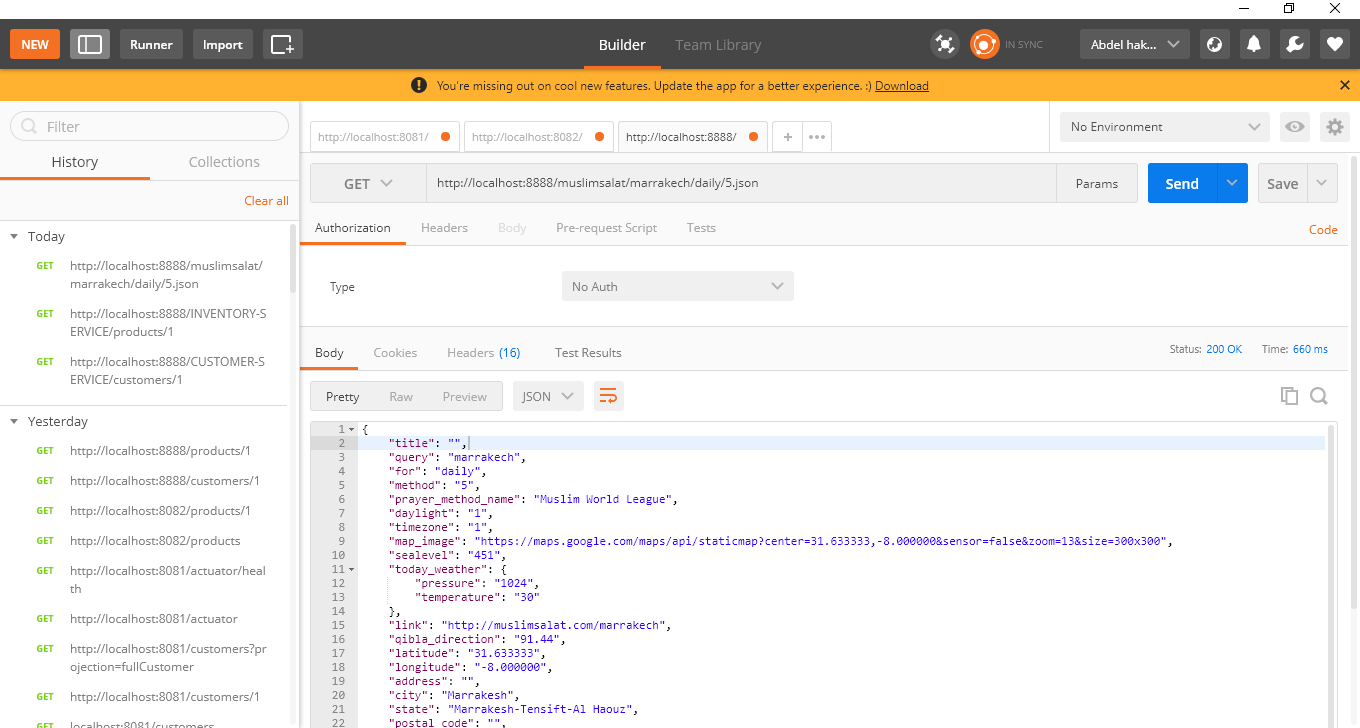 NEW
Runner
Import
Builder
Team Library
IN SYNC
Abdel hak...
You're missing out on cool new features. Update the app for a better experience. :) Download
Filter
History
Collections
Clear all
Today
GET http://localhost:8888/muslimsalat/
marrakech/daily/5.json
GET http://localhost:8888/INVENTORY-S
ERVICE/products/1
GET http://localhost:8888/CUSTOMER-S
ERVICE/customers/1
Yesterday
GET http://localhost:8888/products/1
GET http://localhost:8888/customers/1
GET http://localhost:8082/products/1
GET http://localhost:8082/products
GET http://localhost:8081/actuator/heal
th
GET http://localhost:8081/actuator
GET http://localhost:8081/customers?pr
ojection=fullCustomer
GET http://localhost:8081/customers/1
GET localhost:8081/customers
http://localhost:8081/
http://localhost:8082/
http://localhost:8888/
No Environment
GET
http://localhost:8888/muslimsalat/marrakech/daily/5.json
Params
Send
Save
Authorization
Headers
Body
Pre-request Script
Tests
Code
Type
No Auth
Body
Cookies
Headers (16)
Test Results
Status: 200 OK
Time: 660 ms
Pretty
Raw
Preview
JSON
1 {
2 "title": "",
3 "query": "marrakech",
4 "for": "daily",
5 "method": "5",
6 "prayer_method_name": "Muslim World League",
7 "daylight": "1",
8 "timezone": "1",
9 "map_image": "https://maps.google.com/maps/api/staticmap?center=31.633333,-8.000000&sensor=false&zoom=13&size=300x300",
10 "sealevel": "451",
11 "today_weather": {
12 "pressure": "1024",
13 "temperature": "30"
14 },
15 "link": "http://muslimsalat.com/marrakech",
16 "qibla_direction": "91.44",
17 "latitude": "31.633333",
18 "longitude": "-8.000000",
19 "address": "",
20 "city": "Marrakesh",
21 "state": "Marrakesh-Tensift-Al Haouz",
22 "postal_code": "",